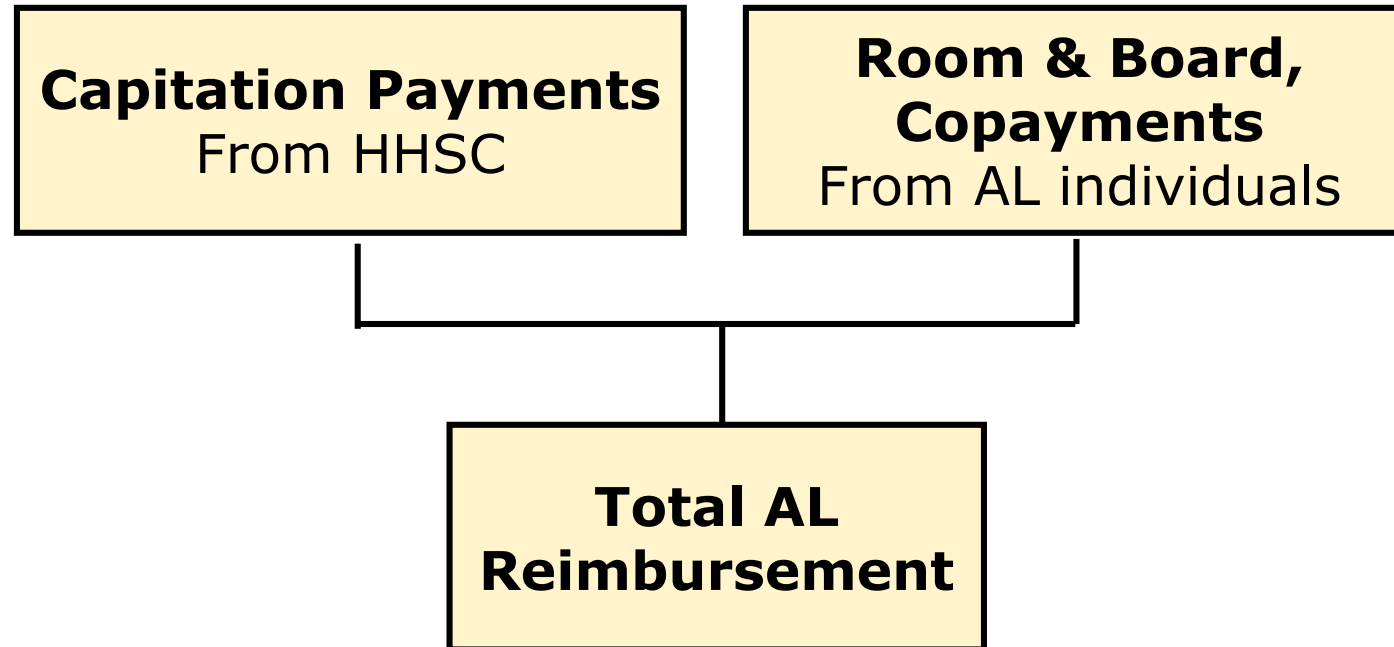 Capitation Payments
From HHSC
Room & Board,
Copayments
From AL individuals
Total AL
Reimbursement